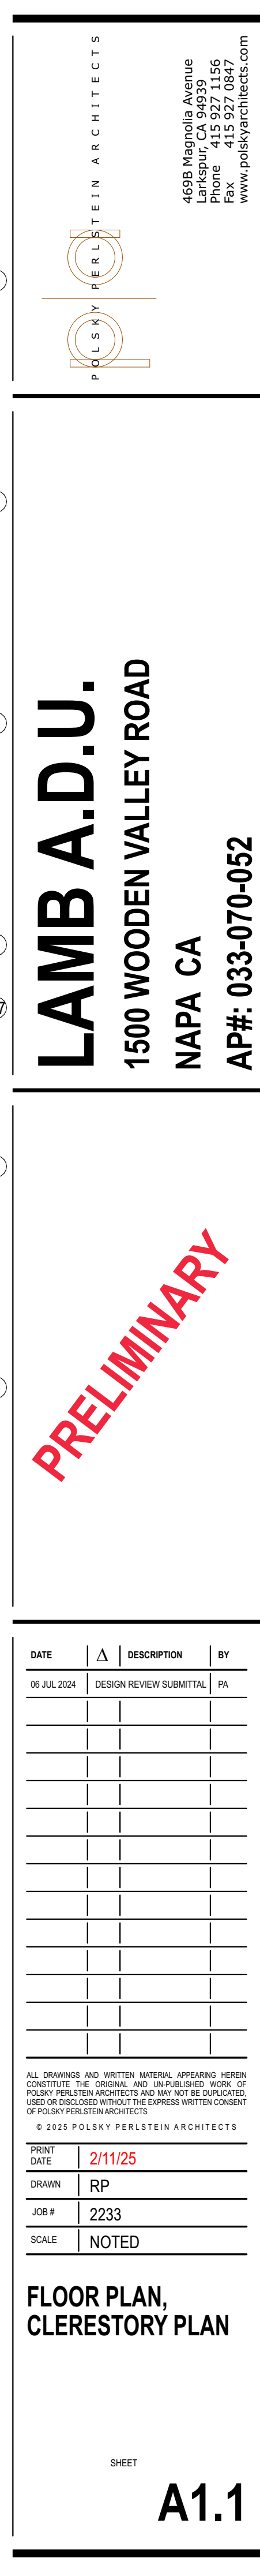 POLSKY PERLSTEIN ARCHITECTS
469B Magnolia Avenue
Larkspur, CA 94939
Phone 415 927 1156
Fax 415 927 0847
www.polskyarchitects.com
LAMB A.D.U.
1500 WOODEN VALLEY ROAD
NAPA CA
AP#: 033-070-052
7
PRELIMINARY
DATE Δ DESCRIPTION BY
06 JUL 2024 DESIGN REVIEW SUBMITTAL PA
ALL DRAWINGS AND WRITTEN MATERIAL APPEARING HEREIN
CONSTITUTE THE ORIGINAL AND UN-PUBLISHED WORK OF
POLSKY PERLSTEIN ARCHITECTS AND MAY NOT BE DUPLICATED,
USED OR DISCLOSED WITHOUT THE EXPRESS WRITTEN CONSENT
OF POLSKY PERLSTEIN ARCHITECTS
© 2025 POLSKY PERLSTEIN ARCHITECTS
PRINT
DATE 2/11/25
DRAWN RP
JOB # 2233
SCALE NOTED
FLOOR PLAN,
CLERESTORY PLAN
SHEET
A1.1